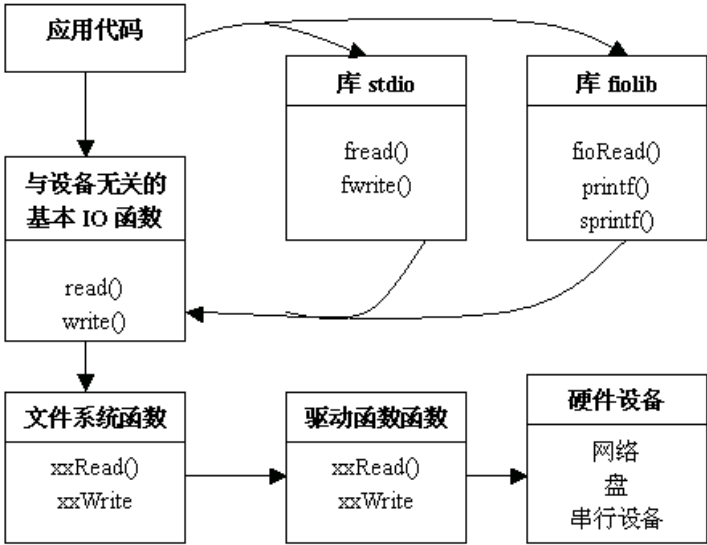 应用代码
库 stdio
fread()
fwrite()
库 fiolib
fioRead()
printf()
sprintf()
与设备无关的
基本 IO 函数
read()
write()
文件系统函数
xxRead()
xxWrite
驱动函数函数
xxRead()
xxWrite
硬件设备
网络
盘
串行设备